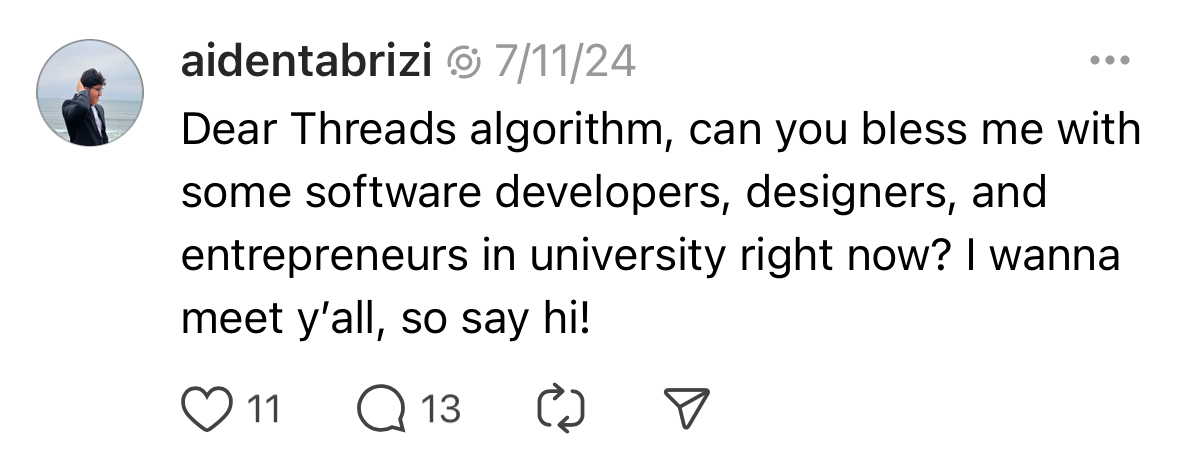 aidentabrizi 7/11/24
Dear Threads algorithm, can you bless me with
some software developers, designers, and
entrepreneurs in university right now? I wanna
meet y’all, so say hi!
11 13